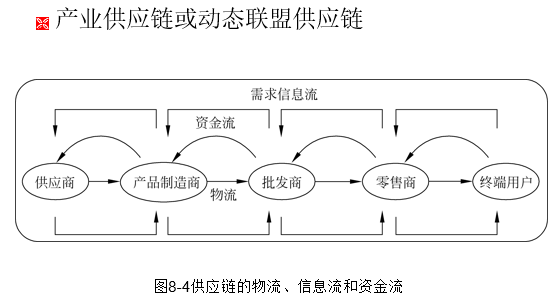 产业供应链或动态联盟供应链
需求信息流
资金流
供应商
产品制造商
批发商
零售商
终端用户
物流
图8-4供应链的物流、信息流和资金流